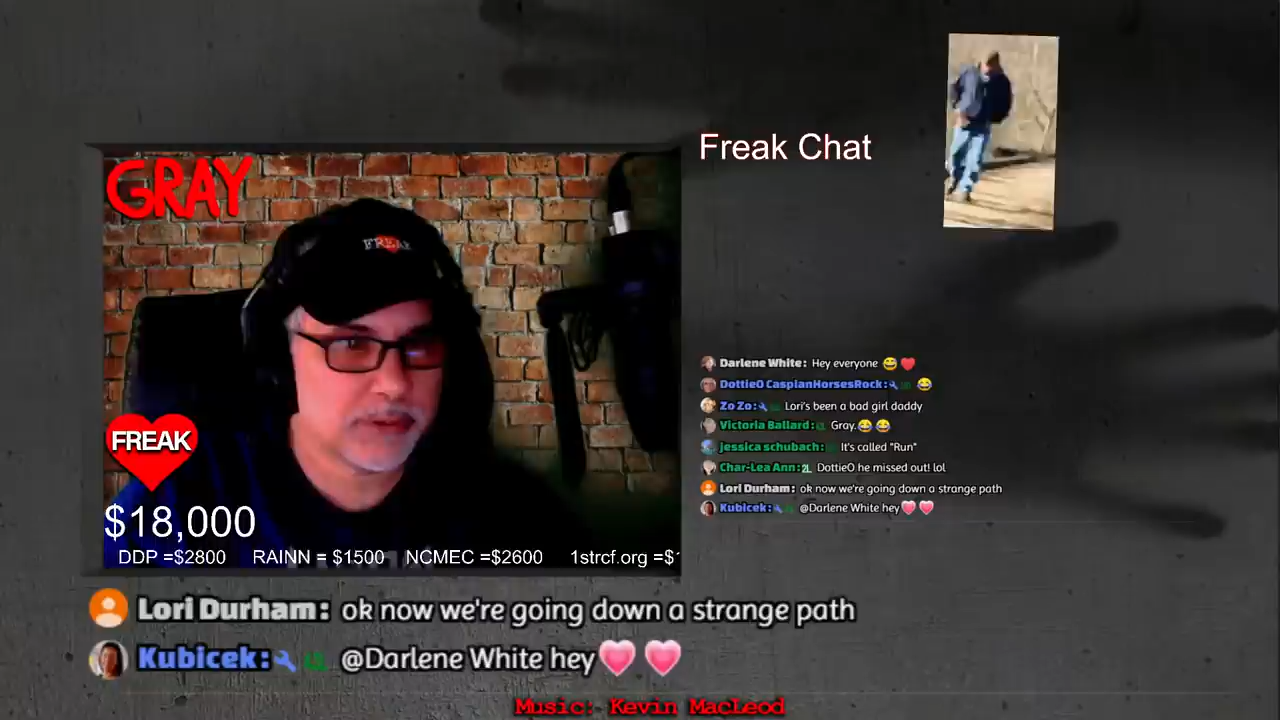 GRAY
FREAK
FREAK
$18,000
DDP =$2800 RAINN = $1500 NCMEC =$2600 1strcf.org =$
Freak Chat
Darlene White: Hey everyone
DottieO CaspianHorsesRock:
Zo Zo: Lori's been a bad girl daddy
Victoria Ballard: Gray.
jessica schubach: It's called "Run"
Char-Lea Ann: DottieO he missed out! lol
Lori Durham: ok now we're going down a strange path
Kubicek: @Darlene White hey
Lori Durham: ok now we're going down a strange path
Kubicek: @Darlene White hey
Music: Kevin MacLeod